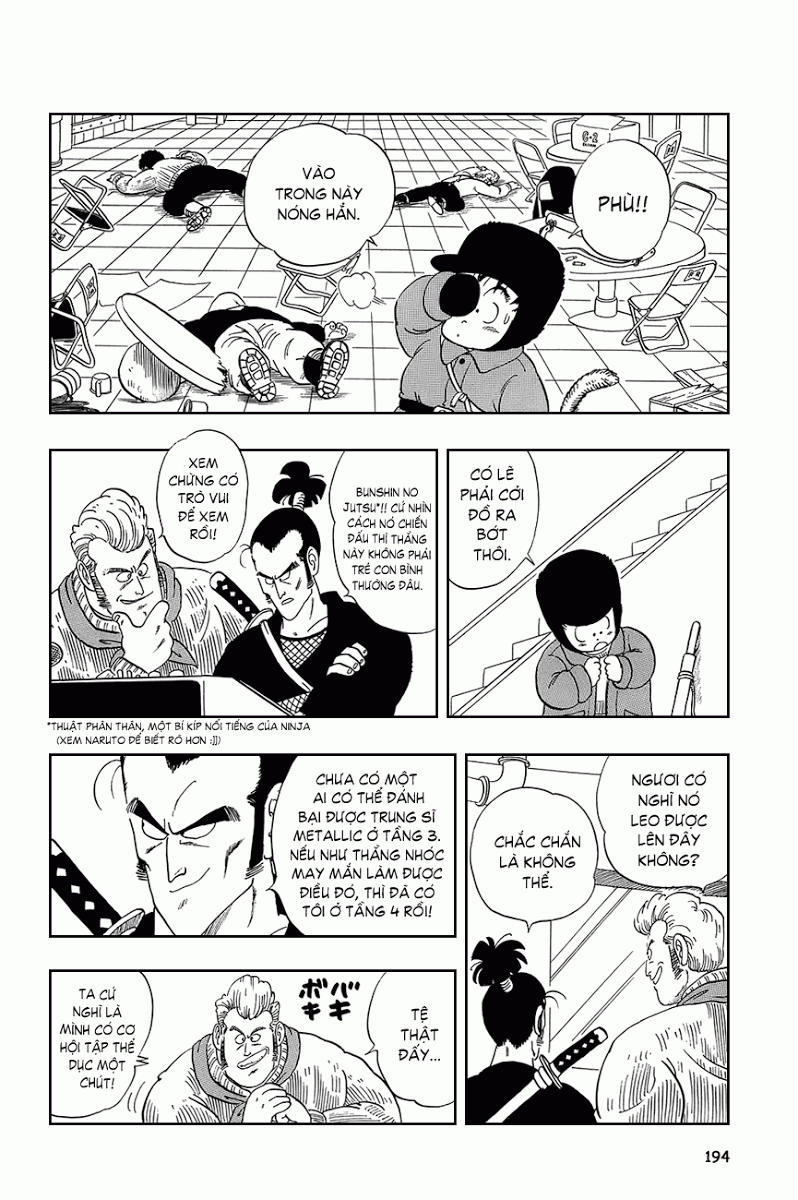 PHÙ!!
G-2
VÀO
TRONG NÀY
NÓNG HẲN.
CÓ LẼ
PHẢI CỞI
ĐỒ RA
BỚT
THÔI.
BUNSHIN NO
JUTSU*!! CỨ NHÌN
CÁCH NÓ CHIẾN
ĐẤU THÌ THẰNG
NÀY KHÔNG PHẢI
TRẺ CON BÌNH
THƯỜNG ĐÂU.
XEM
CHỪNG CÓ
TRÒ VUI
ĐỂ XEM
RỒI!
*THUẬT PHÂN THÂN, MỘT BÍ KÍP NỔI TIẾNG CỦA NINJA
(XEM NARUTO ĐỂ BIẾT RÕ HƠN :]])
NGƯƠI CÓ
NGHĨ NÓ
LEO ĐƯỢC
LÊN ĐÂY
KHÔNG?
CHẮC CHẮN
LÀ KHÔNG
THỂ.
CHƯA CÓ MỘT
AI CÓ THỂ ĐÁNH
BẠI ĐƯỢC TRUNG SĨ
METALLIC Ở TẦNG 3.
NẾU NHƯ THẰNG NHÓC
MAY MẮN LÀM ĐƯỢC
ĐIỀU ĐÓ, THÌ ĐÃ CÓ
TÔI Ở TẦNG 4 RỒI!
TỆ
THẬT
ĐẤY...
バキ
ボキ
TA CỨ
NGHĨ LÀ
MÌNH CÓ CƠ
HỘI TẬP THỂ
DỤC MỘT
CHÚT!
194